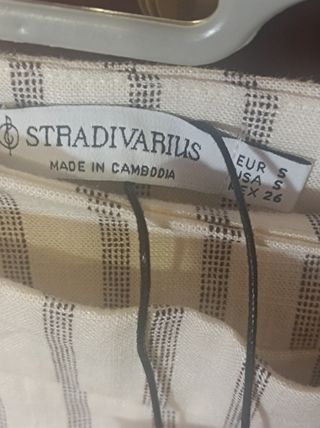 STRADIVARIUS
MADE IN CAMBODIA
EUR S
USA S
MEX 26